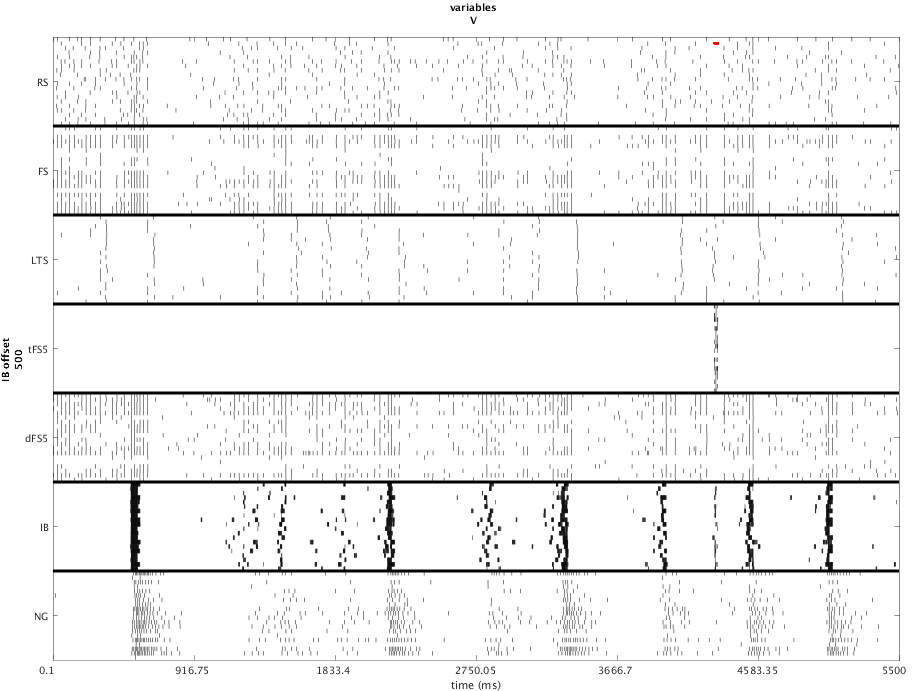 variables
V
RS
FS
LTS
tFS5
dFS5
IB
NG
IB offset
500
0.1
916.75
1833.4
2750.05
3666.7
4583.35
5500
time (ms)